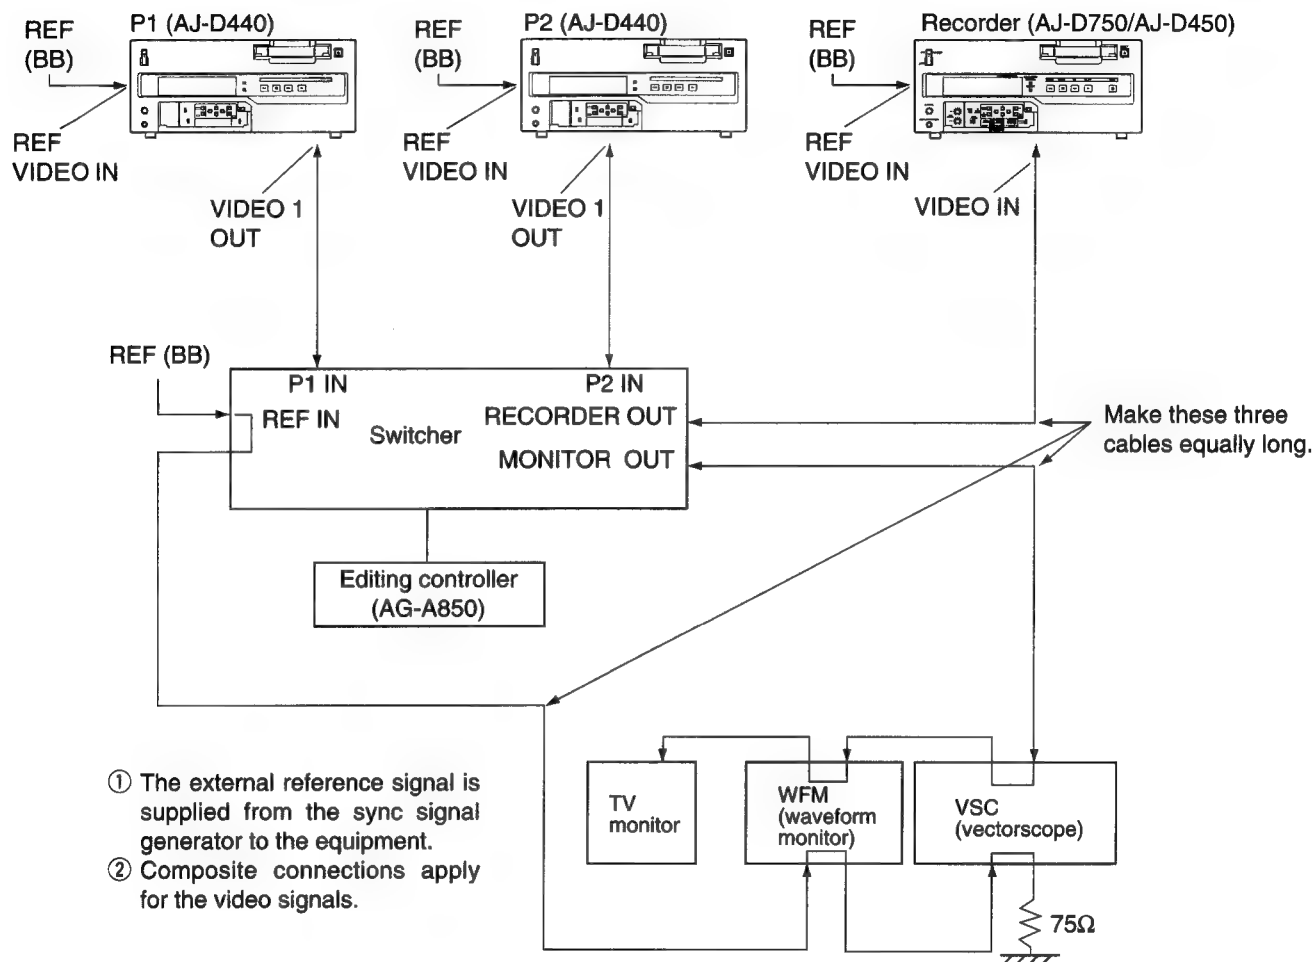 REF
(BB)
P1 (AJ-D440)
REF
(BB)
P2 (AJ-D440)
REF
(BB)
Recorder (AJ-D750/AJ-D450)
REF
VIDEO IN
VIDEO 1
OUT
REF
VIDEO IN
VIDEO 1
OUT
REF
VIDEO IN
VIDEO IN
REF (BB)
P1 IN
P2 IN
REF IN
Switcher
RECORDER OUT
MONITOR OUT
Make these three
cables equally long.
Editing controller
(AG-A850)
① The external reference signal is
supplied from the sync signal
generator to the equipment.
② Composite connections apply
for the video signals.
TV
monitor
WFM
(waveform
monitor)
VSC
(vectorscope)
75Ω